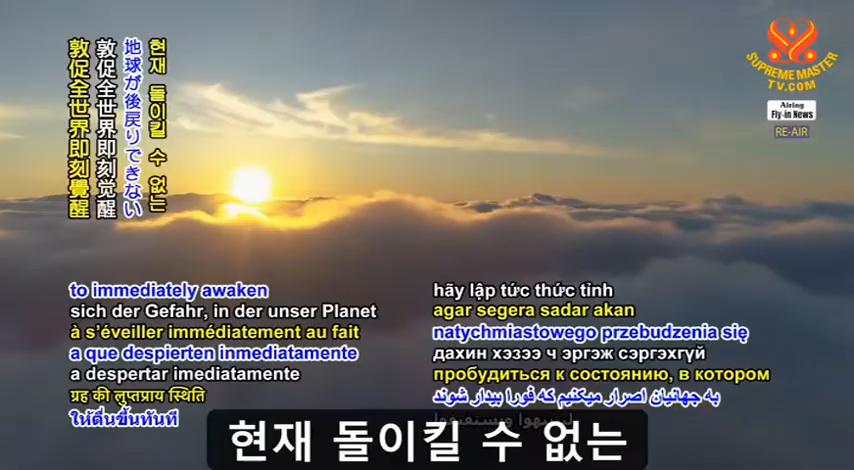 敦促全世界即刻覺醒
敦促全世界即刻觉醒
地球が後戻りできない
현재 돌이킬 수 없는
SUPREME MASTER
TV.COM
Airing
Fly-in News
RE-AIR
to immediately awaken
sich der Gefahr, in der unser Planet
à s’éveiller immédiatement au fait
a que despierten inmediatamente
a despertar imediatamente
ग्रह की लुप्तप्राय स्थिति
ให้ตื่นขึ้นทันที
hãy lập tức thức tỉnh
agar segera sadar akan
natychmiastowego przebudzenia się
дахин хэзээ ч эргэж сэргэхгүй
пробудиться к состоянию, в котором
به جهانیان اصرار میکنیم که فورا بیدار شوند
현재 돌이킬 수 없는